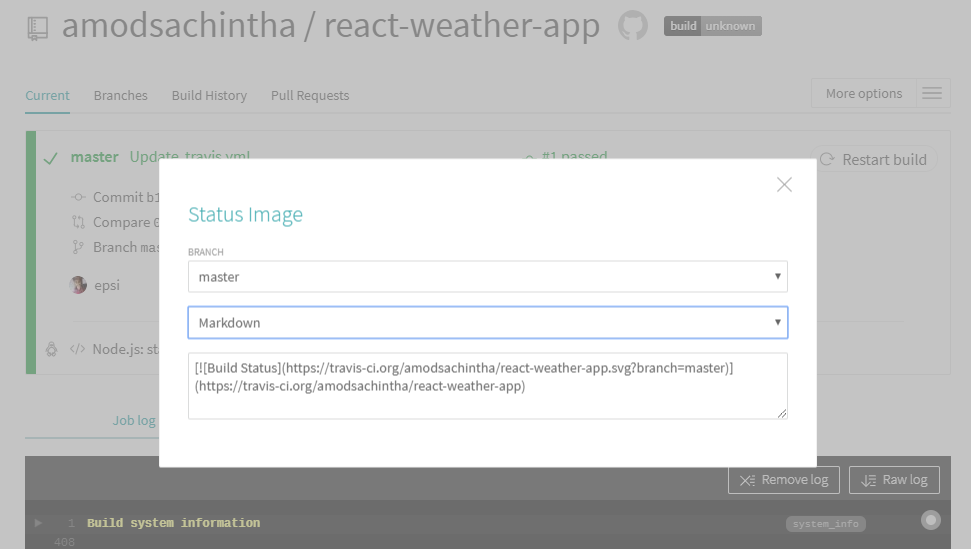 amodsachintha / react-weather-app build unknown
Current Branches Build History Pull Requests More options
master Update .travis.yml #1 passed Restart build
Commit b1
Compare
Branch mas
epsi
Node.js: sta
Status Image
BRANCH
master
Markdown
[![Build Status](https://travis-ci.org/amodsachintha/react-weather-app.svg?branch=master)]
(https://travis-ci.org/amodsachintha/react-weather-app)
Job log
Remove log Raw log
1 Build system information system_info
408